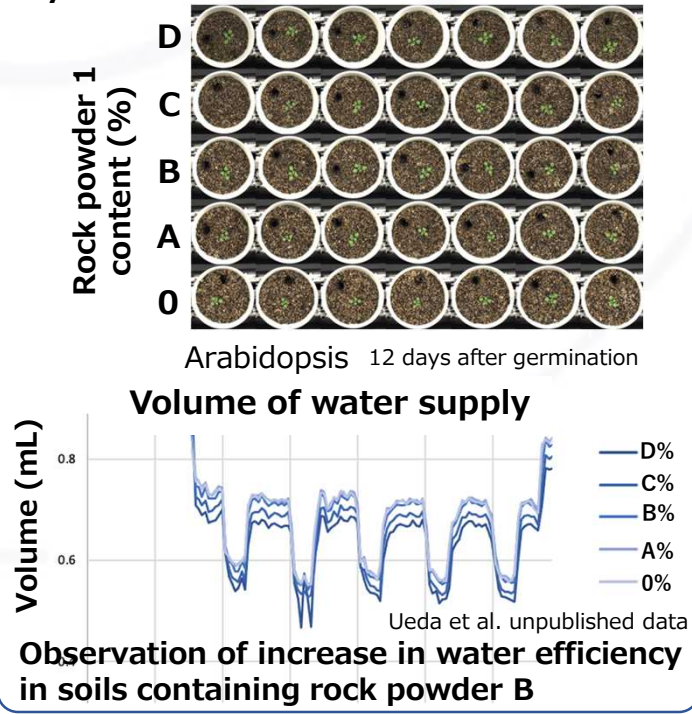 Rock powder 1
content (%)
D
C
B
A
0
Arabidopsis 12 days after germination
Volume of water supply
Volume (mL)
0.8
0.6
D%
C%
B%
A%
0%
Ueda et al. unpublished data
Observation of increase in water efficiency
in soils containing rock powder B